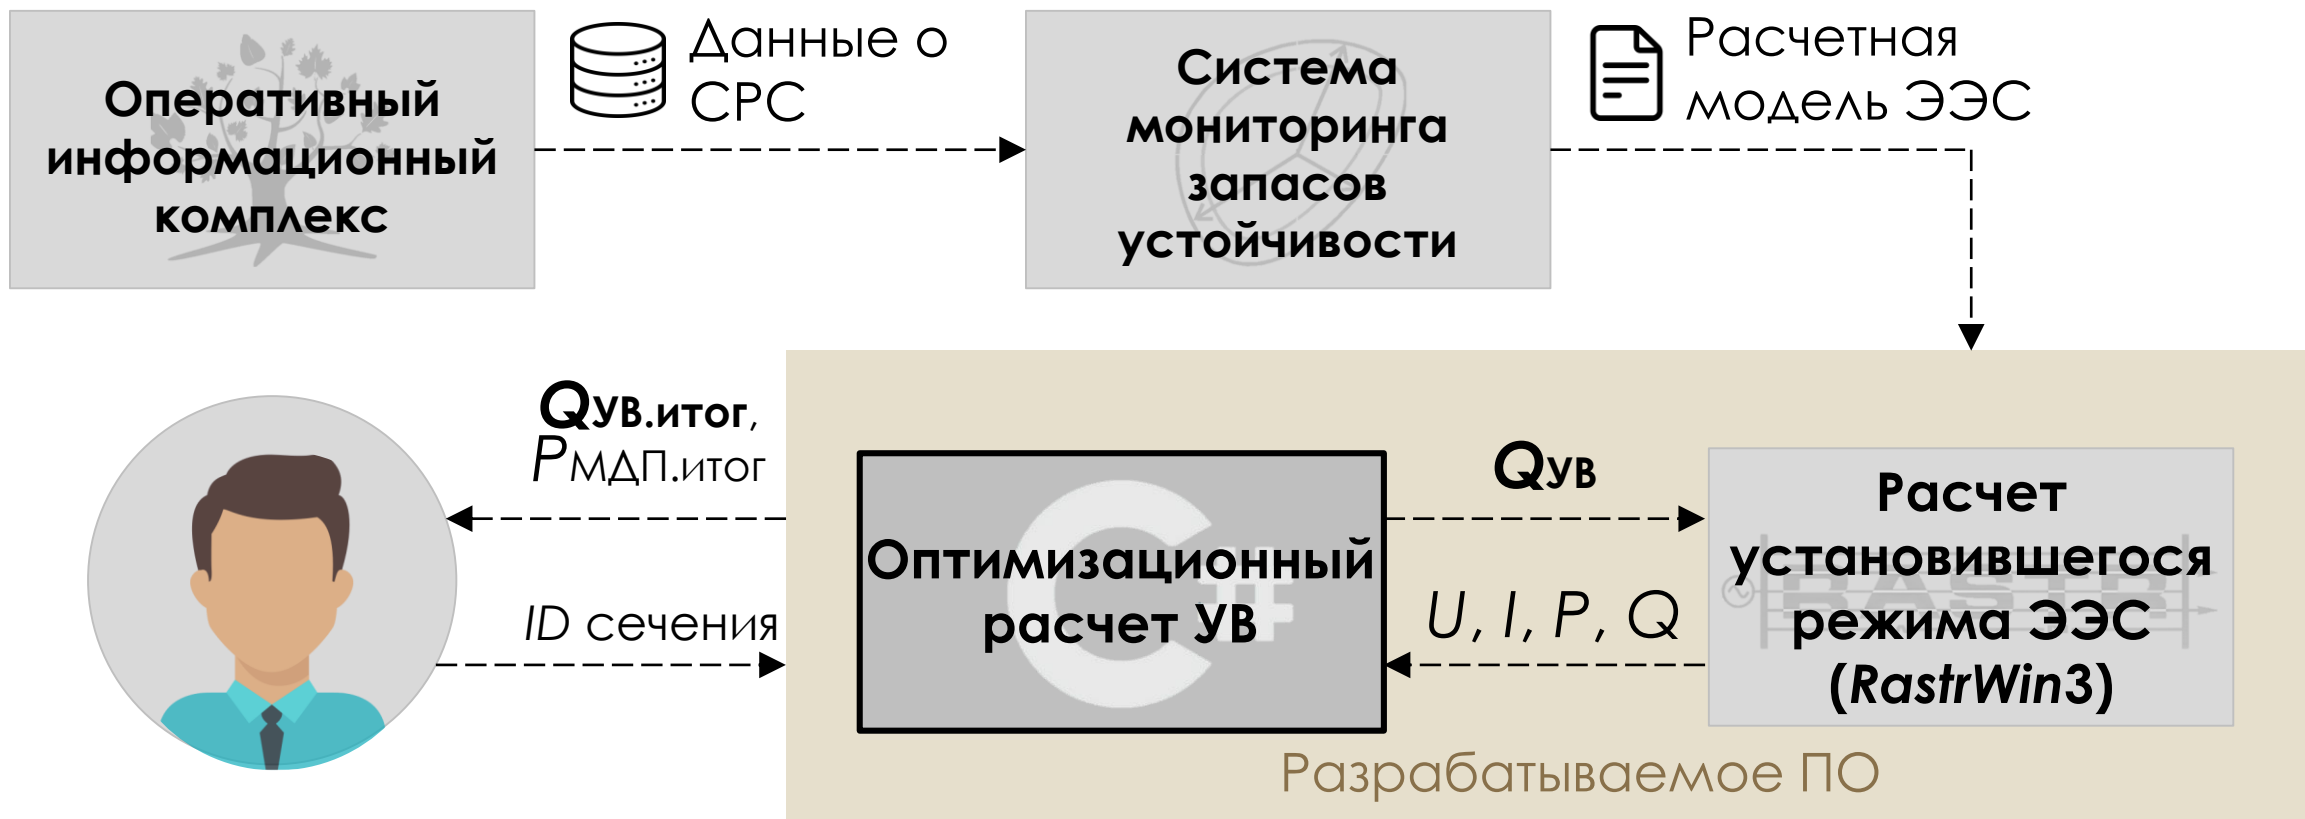 Оперативный
информационный
комплекс
Данные о
СРС
Система
мониторинга
запасов
устойчивости
Расчетная
модель ЭЭС
QУВ.итог,
PМДП.итог
ID сечения
Оптимизационный
расчет УВ
C#
QУВ
U, I, P, Q
Расчет
установившегося
режима ЭЭС
(RastrWin3)
RASTR
Разрабатываемое ПО